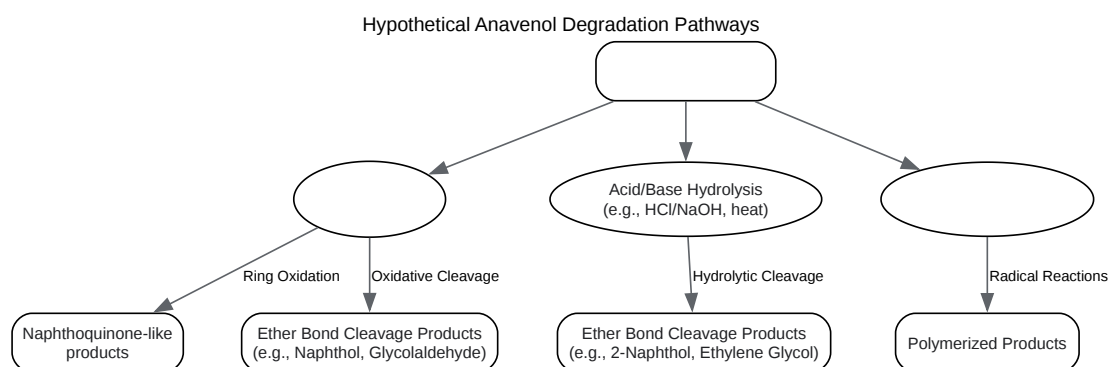 Hypothetical Anavenol Degradation Pathways
Acid/Base Hydrolysis
(e.g., HCl/NaOH, heat)
Ring Oxidation
Oxidative Cleavage
Hydrolytic Cleavage
Radical Reactions
Naphthoquinone-like
products
Ether Bond Cleavage Products
(e.g., Naphthol, Glycolaldehyde)
Ether Bond Cleavage Products
(e.g., 2-Naphthol, Ethylene Glycol)
Polymerized Products